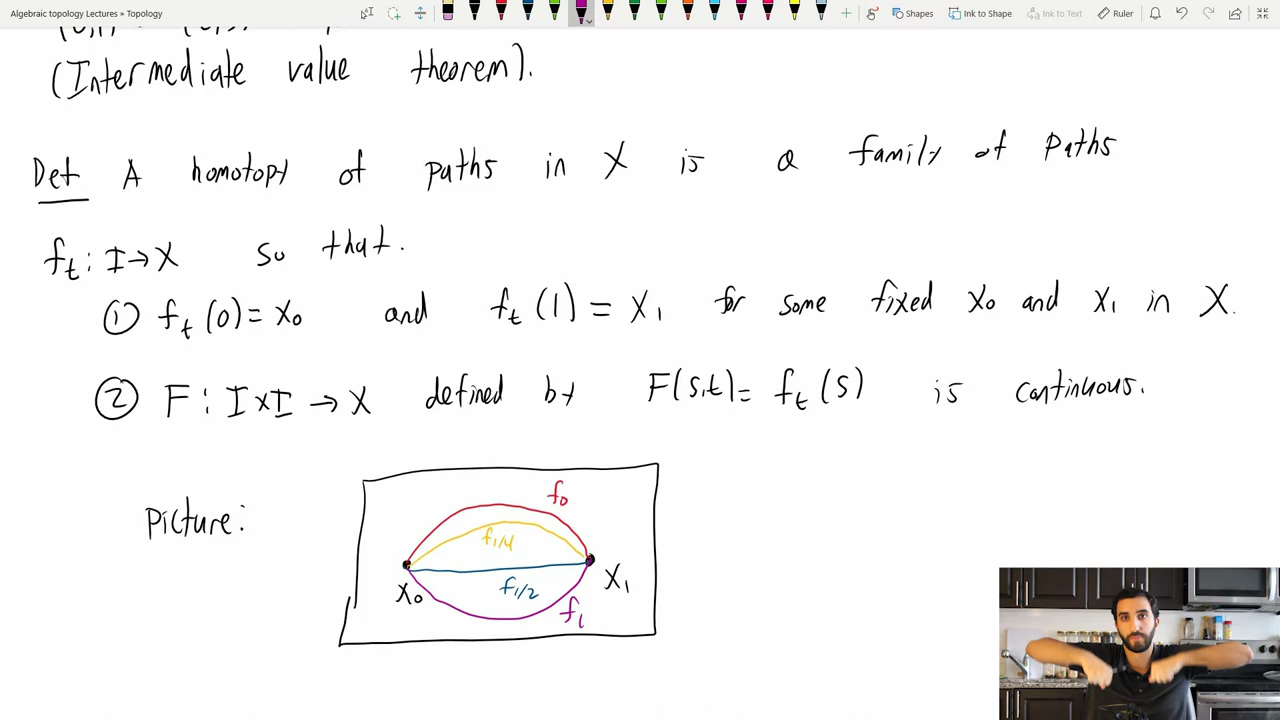 Algebraic topology Lectures » Topology
Shapes
Ink to Shape
Ink to Text
Ruler
(Intermediate value theorem).
Def A homotopy of paths in X is a family of paths
fₜ: I→X so that.
① fₜ(0)= x₀ and fₜ(1) = x₁ for some fixed x₀ and x₁ in X.
② F: I×I → X defined by F(s,t)= fₜ(s) is continuous.
Picture:
f₀
f₁/₄
x₀
f₁/₂
x₁
f₁